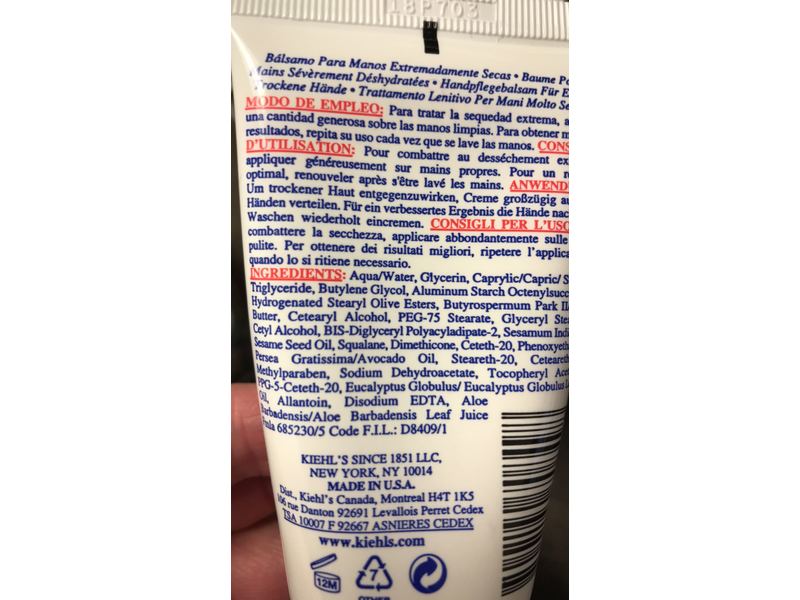 18P703
Bálsamo Para Manos Extremadamente Secas • Baume Po
Mains Sévèrement Déshydratées • Handpflegebalsam Für E
Trockene Hände • Trattamento Lenitivo Per Mani Molto Se
MODO DE EMPLEO: Para tratar la sequedad extrema, a
una cantidad generosa sobre las manos limpias. Para obtener m
resultados, repita su uso cada vez que se lave las manos. CONS
D'UTILISATION: Pour combattre au desséchement ex
appliquer généreusement sur mains propres. Pour un r
optimal, renouveler après s'être lavé les mains. ANWEND
Um trockener Haut entgegenzuwirken, Creme großzügig au
Händen verteilen. Für ein verbessertes Ergebnis die Hände nac
Waschen wiederholt eincremen. CONSIGLI PER L'USO
combattere la secchezza, applicare abbondantemente sulle
pulite. Per ottenere dei risultati migliori, ripetere l'applica
quando lo si ritiene necessario.
INGREDIENTS: Aqua/Water, Glycerin, Caprylic/Capric/ S
Triglyceride, Butylene Glycol, Aluminum Starch Octenylsucc
Hydrogenated Stearyl Olive Esters, Butyrospermum Park II/
Butter, Cetearyl Alcohol, PEG-75 Stearate, Glyceryl Ste
Cetyl Alcohol, BIS-Diglyceryl Polyacyladipate-2, Sesamum Indi
Sesame Seed Oil, Squalane, Dimethicone, Ceteth-20, Phenoxyeth
Persea Gratissima/Avocado Oil, Steareth-20, Ceteareth
Methylparaben, Sodium Dehydroacetate, Tocopheryl Acet
PPG-5-Ceteth-20, Eucalyptus Globulus/ Eucalyptus Globulus L
Oil, Allantoin, Disodium EDTA, Aloe
Barbadensis/Aloe Barbadensis Leaf Juice
Fmla 685230/5 Code F.I.L.: D8409/1
KIEHL'S SINCE 1851 LLC,
NEW YORK, NY 10014
MADE IN U.S.A.
Dist., Kiehl's Canada, Montreal H4T 1K5
106 rue Danton 92691 Levallois Perret Cedex
TSA 10007 F 92667 ASNIERES CEDEX
www.kiehls.com
12M
7
OTHER